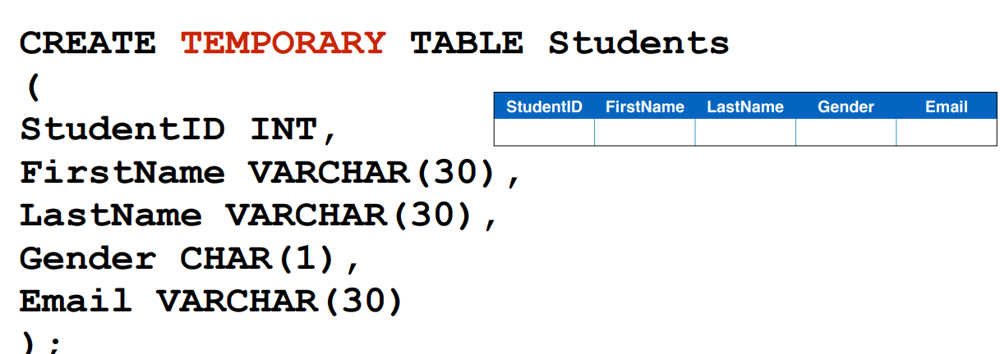 CREATE TEMPORARY TABLE Students
(
StudentID INT,
FirstName VARCHAR(30),
LastName VARCHAR(30),
Gender CHAR(1),
Email VARCHAR(30)
);
StudentID FirstName LastName Gender Email